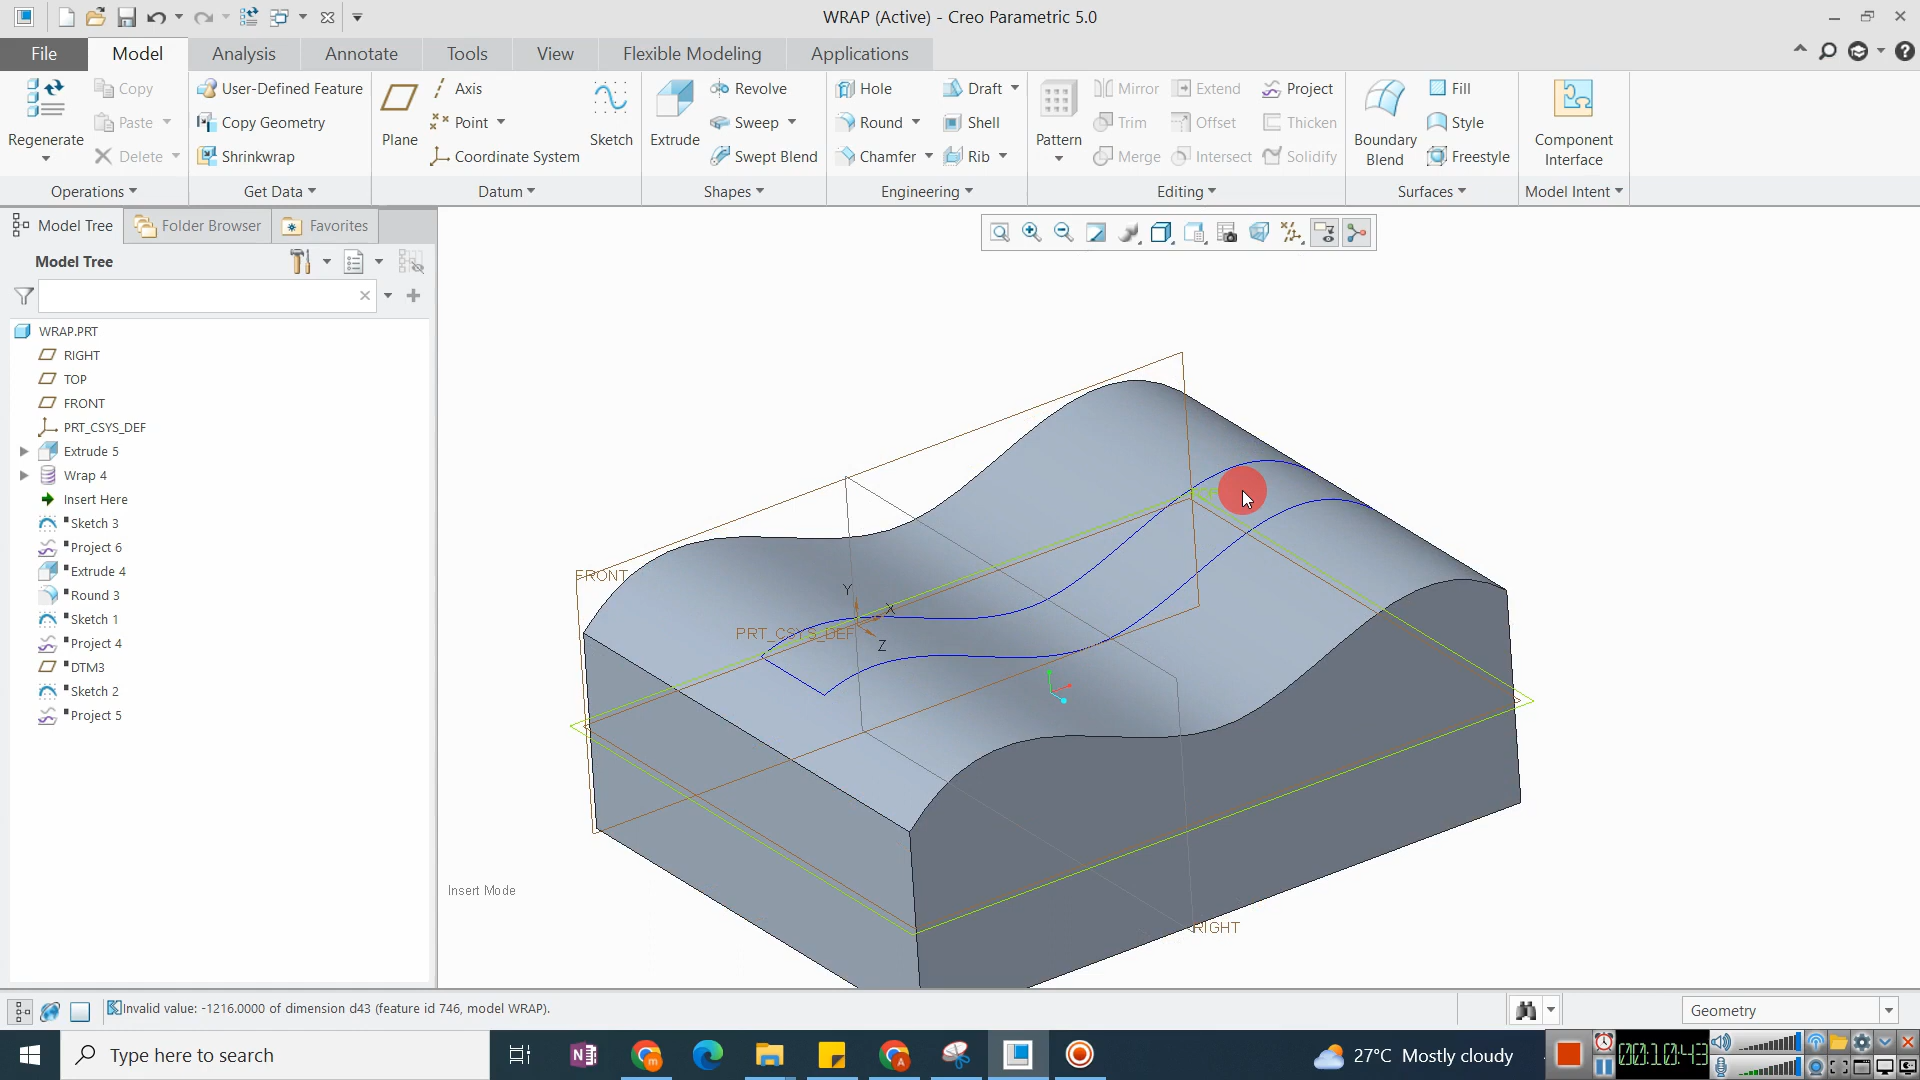 WRAP (Active) - Creo Parametric 5.0
File Model Analysis Annotate Tools View Flexible Modeling Applications
Regenerate
Copy
Paste
Delete
Operations
User-Defined Feature
Copy Geometry
Shrinkwrap
Get Data
Plane
Axis
Point
Coordinate System
Sketch
Datum
Extrude
Revolve
Sweep
Swept Blend
Shapes
Hole
Round
Chamfer
Draft
Shell
Rib
Engineering
Pattern
Mirror
Trim
Merge
Extend
Offset
Intersect
Project
Thicken
Solidify
Editing
Boundary
Blend
Fill
Style
Freestyle
Surfaces
Component
Interface
Model Intent
Model Tree Folder Browser Favorites
Model Tree
WRAP.PRT
RIGHT
TOP
FRONT
PRT_CSYS_DEF
Extrude 5
Wrap 4
Insert Here
Sketch 3
Project 6
Extrude 4
Round 3
Sketch 1
Project 4
DTM3
Sketch 2
Project 5
FRONT
Y
X
PRT_CSYS_DEF
Z
Insert Mode
RIGHT
Invalid value: -1216.0000 of dimension d43 (feature id 746, model WRAP).
Geometry
Type here to search
27°C Mostly cloudy
00:10:43